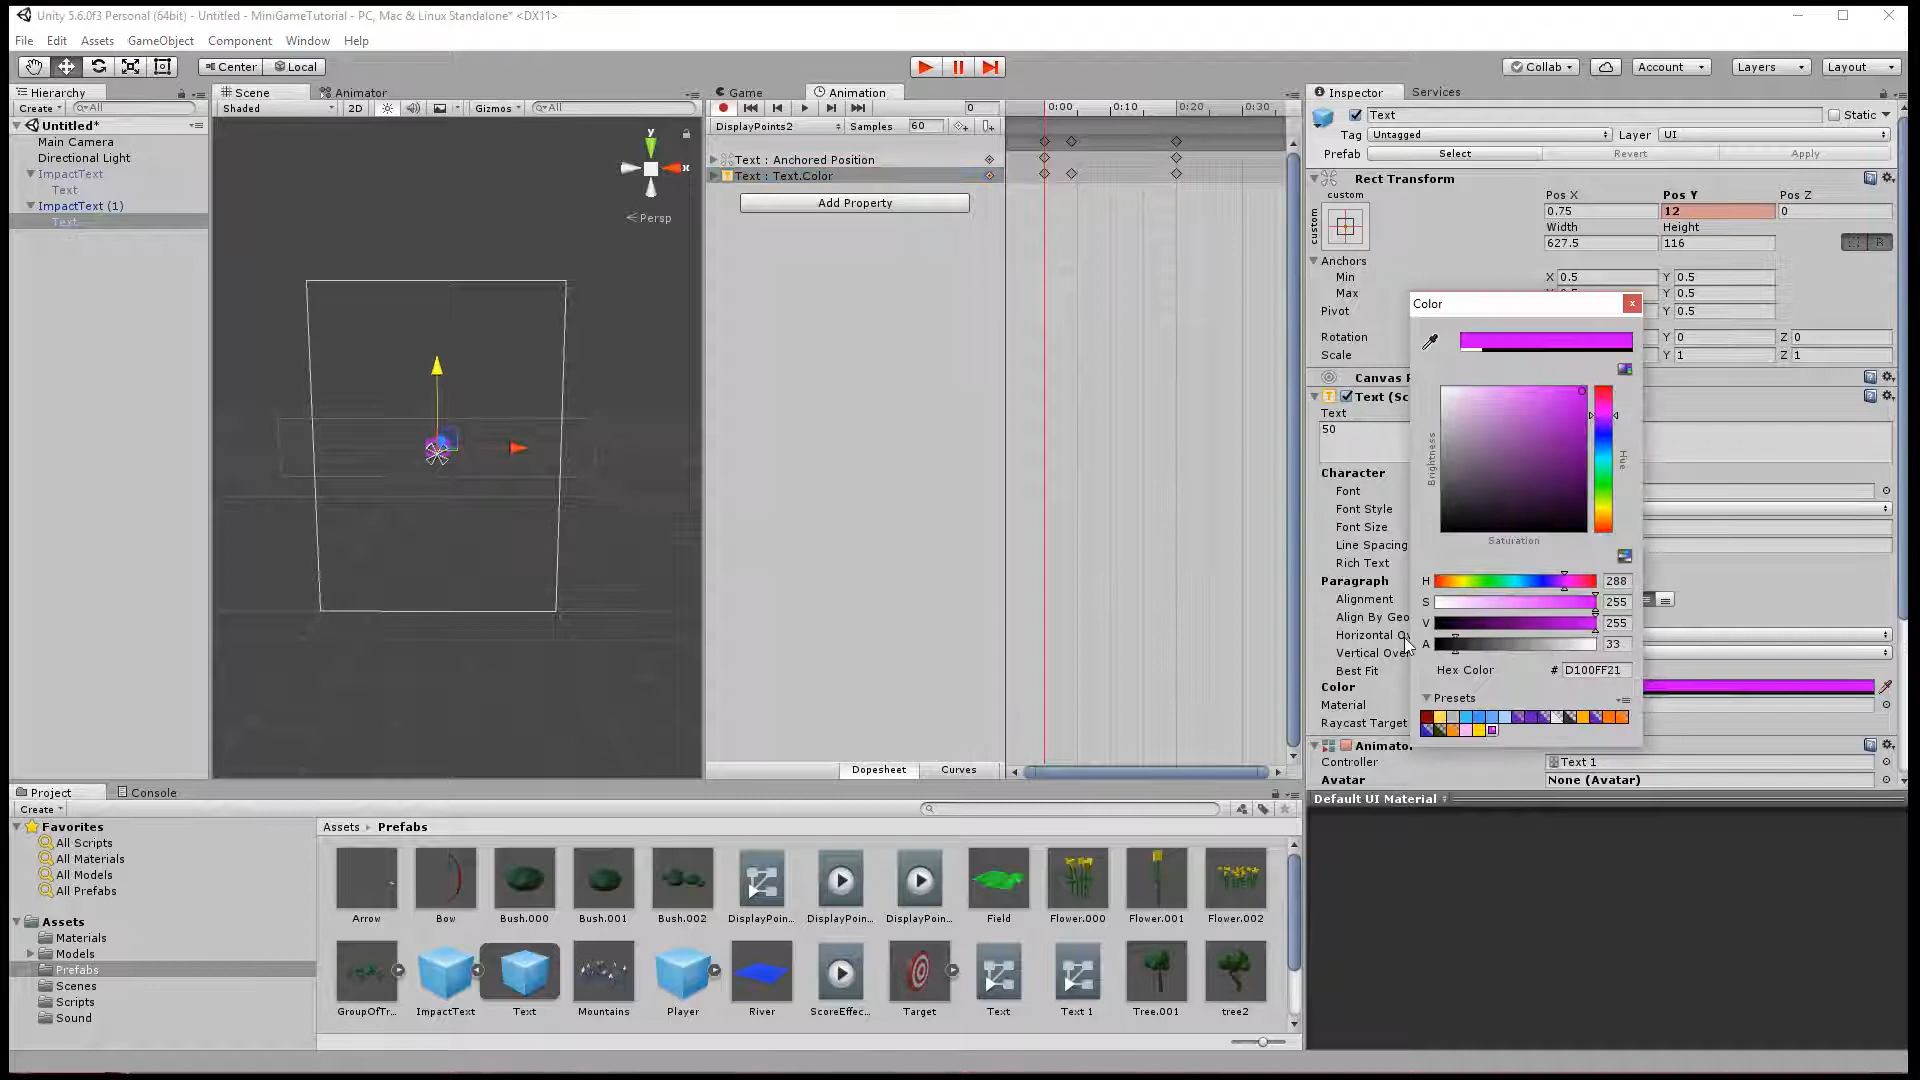 Unity 5.6.0f3 Personal (64bit) - Untitled - MiniGameTutorial - PC, Mac & Linux Standalone* <DX11>
File Edit Assets GameObject Component Window Help
Center Local Collab Account Layers Layout
Hierarchy
Create All
Untitled*
Main Camera
Directional Light
ImpactText
Text
ImpactText (1)
Text
Scene Animator
Shaded 2D Gizmos All
y
x
Persp
Game Animation
0 0:00 0:10 0:20 0:30
DisplayPoints2 Samples 60
Text : Anchored Position
Text : Text.Color
Add Property
Dopesheet Curves
Inspector Services
Text Static
Tag Untagged Layer UI
Prefab Select Revert Apply
Rect Transform
custom Pos X Pos Y Pos Z
custom 0.75 12 0
Width Height
627.5 116 R
Anchors
Min X 0.5 Y 0.5
Max Y 0.5
Pivot Y 0.5
Rotation Y 0 Z 0
Scale Y 1 Z 1
Canvas R
Text (Sc
Text
50
Character
Font
Font Style
Font Size
Line Spacing
Rich Text
Paragraph
Alignment
Align By Geo
Horizontal Ov
Vertical Over
Best Fit
Color
Material
Raycast Target
Animator
Controller Text 1
Avatar None (Avatar)
Default UI Material
Color
Brightness
Hue
Saturation
H 288
S 255
V 255
A 33
Hex Color # D100FF21
Presets
Project Console
Create
Favorites
All Scripts
All Materials
All Models
All Prefabs
Assets
Materials
Models
Prefabs
Scenes
Scripts
Sound
Assets Prefabs
Arrow Bow Bush.000 Bush.001 Bush.002 DisplayPoin... DisplayPoin... DisplayPoin... Field Flower.000 Flower.001 Flower.002
GroupOfTr... ImpactText Text Mountains Player River ScoreEffec... Target Text Text 1 Tree.001 tree2